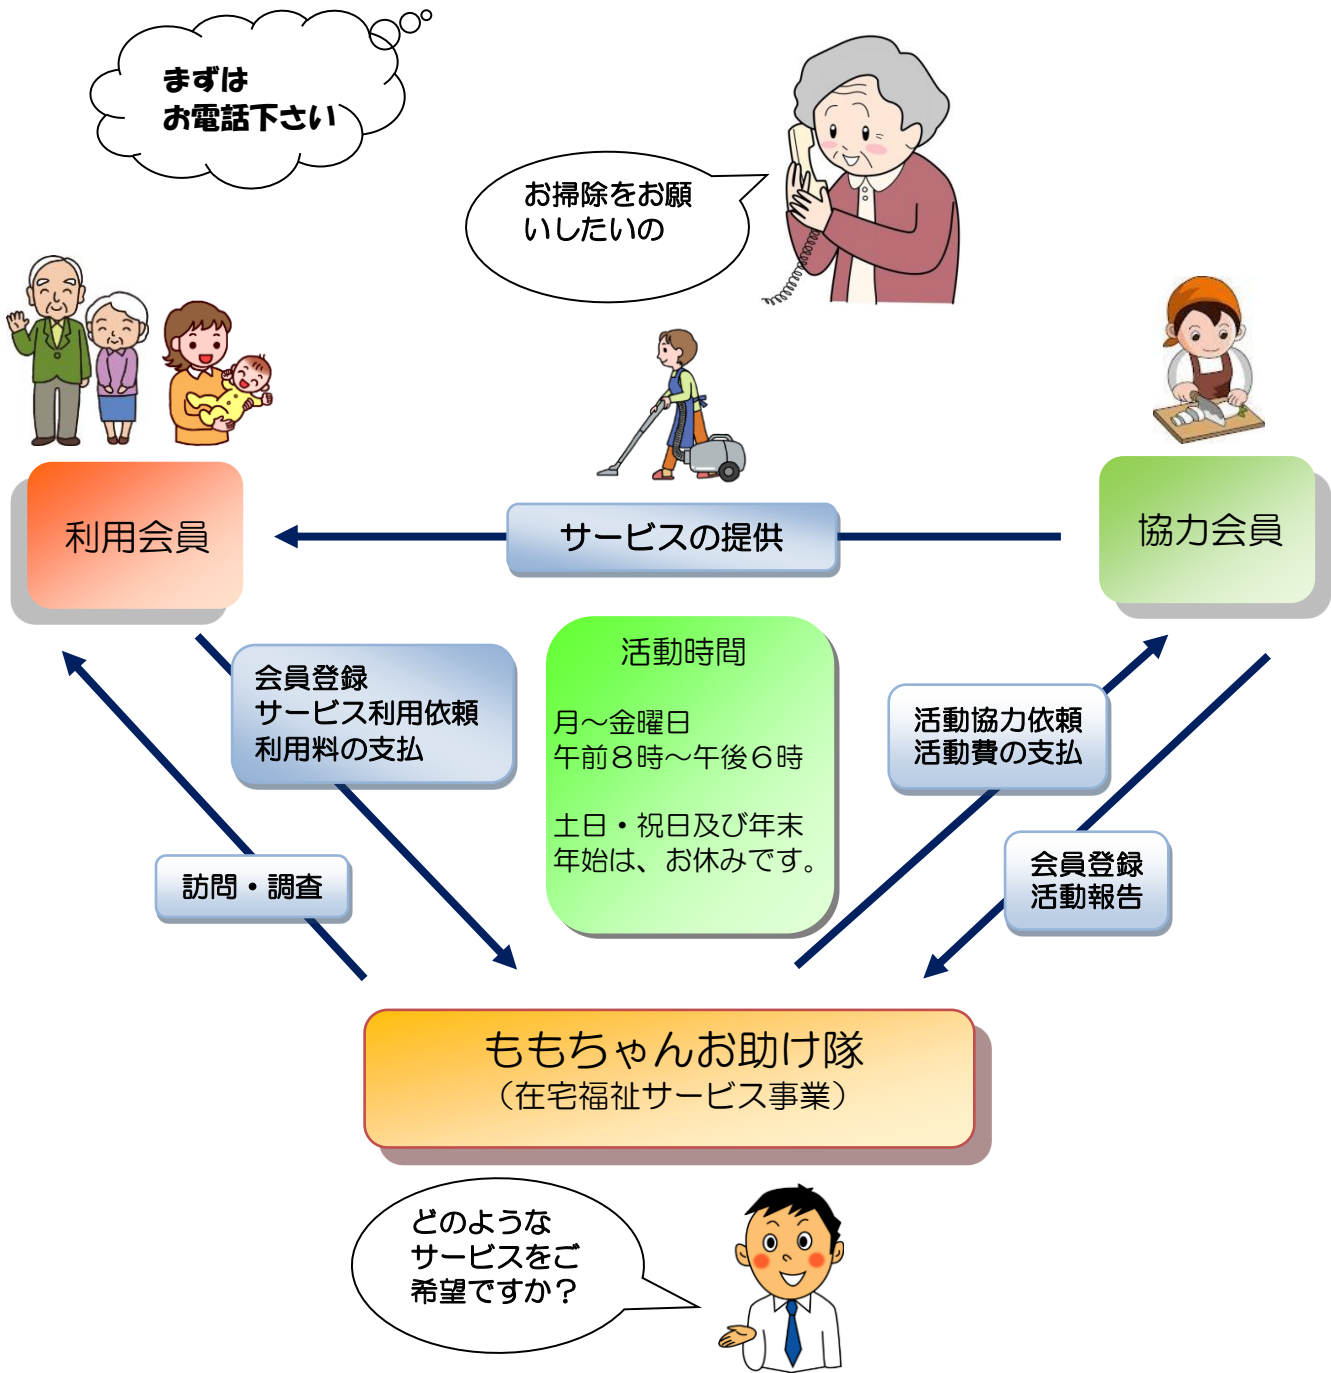 まずは
お電話下さい
お掃除をお願
いしたいの
利用会員
サービスの提供
協力会員
会員登録
サービス利用依頼
利用料の支払
活動時間
月～金曜日
午前８時～午後６時
土日・祝日及び年末
年始は、お休みです。
活動協力依頼
活動費の支払
訪問・調査
会員登録
活動報告
ももちゃんお助け隊
（在宅福祉サービス事業）
どのような
サービスをご
希望ですか？